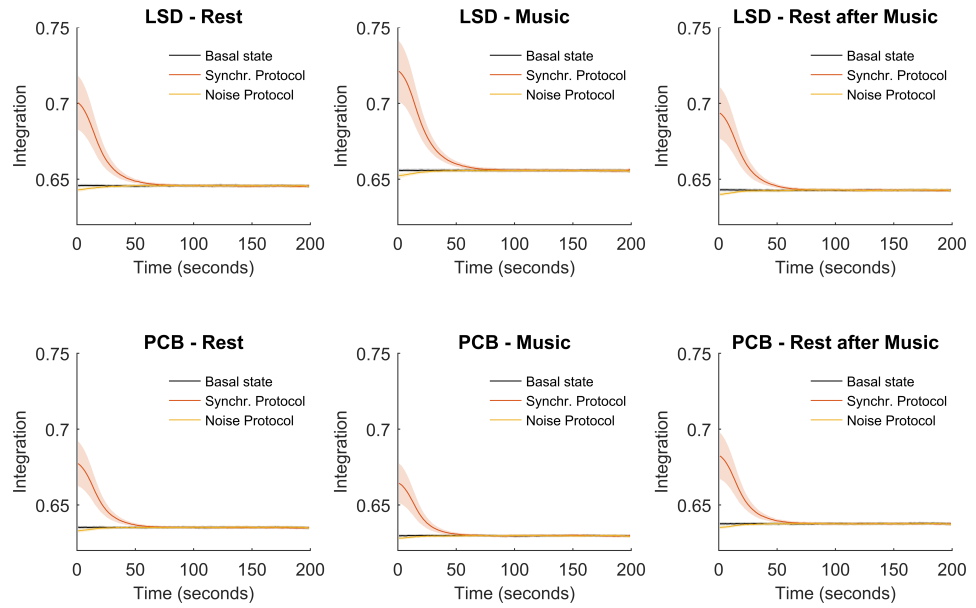 LSD - Rest
0.75
0.7
0.65
Integration
Basal state
Synchr. Protocol
Noise Protocol
0 50 100 150 200
Time (seconds)
LSD - Music
0.75
0.7
0.65
Integration
Basal state
Synchr. Protocol
Noise Protocol
0 50 100 150 200
Time (seconds)
LSD - Rest after Music
0.75
0.7
0.65
Integration
Basal state
Synchr. Protocol
Noise Protocol
0 50 100 150 200
Time (seconds)
PCB - Rest
0.75
0.7
0.65
Integration
Basal state
Synchr. Protocol
Noise Protocol
0 50 100 150 200
Time (seconds)
PCB - Music
0.75
0.7
0.65
Integration
Basal state
Synchr. Protocol
Noise Protocol
0 50 100 150 200
Time (seconds)
PCB - Rest after Music
0.75
0.7
0.65
Integration
Basal state
Synchr. Protocol
Noise Protocol
0 50 100 150 200
Time (seconds)